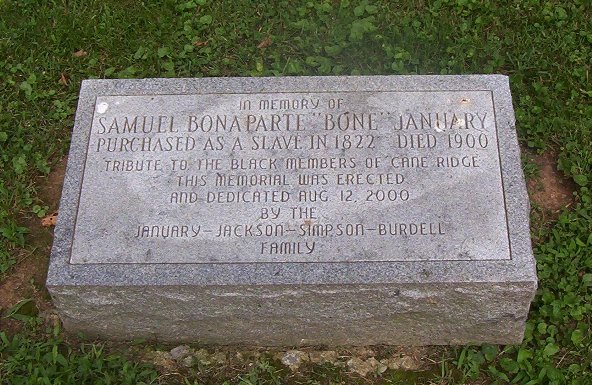 IN MEMORY OF
SAMUEL BONAPARTE "BONE" JANUARY
PURCHASED AS A SLAVE IN 1822 DIED 1900
TRIBUTE TO THE BLACK MEMBERS OF CANE RIDGE
THIS MEMORIAL WAS ERECTED
AND DEDICATED AUG 12, 2000
BY THE
JANUARY-JACKSON-SIMPSON-BURDELL
FAMILY